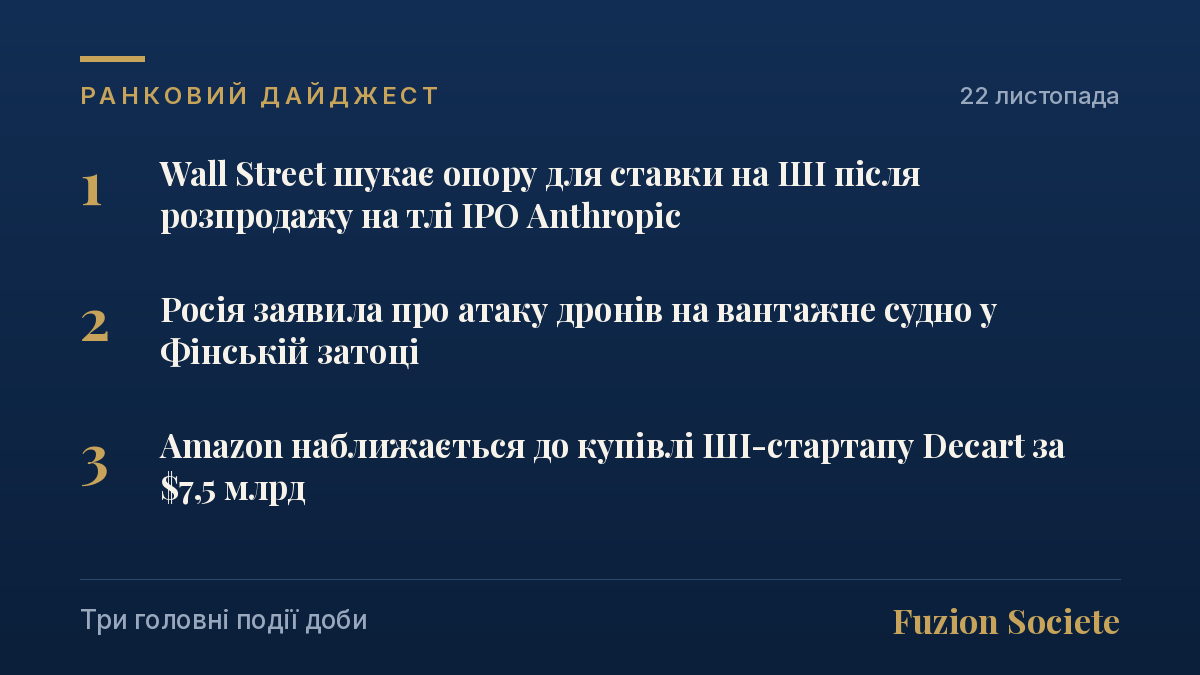 РАНКОВИЙ ДАЙДЖЕСТ
22 листопада
1
Wall Street шукає опору для ставки на ШІ після
розпродажу на тлі IPO Anthropic
2
Росія заявила про атаку дронів на вантажне судно у
Фінській затоці
3
Amazon наближається до купівлі ШІ-стартапу Decart за
$7,5 млрд
Три головні події доби
Fuzion Societe